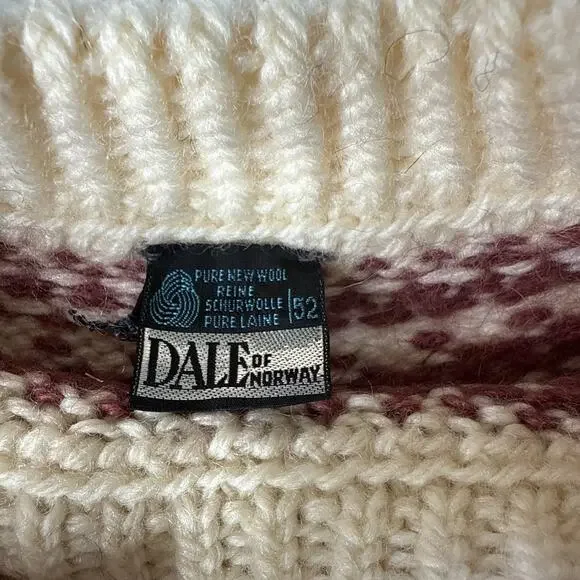 PURE NEW WOOL
REINE
SCHURWOLLE
PURE LAINE
52
DALE OF NORWAY